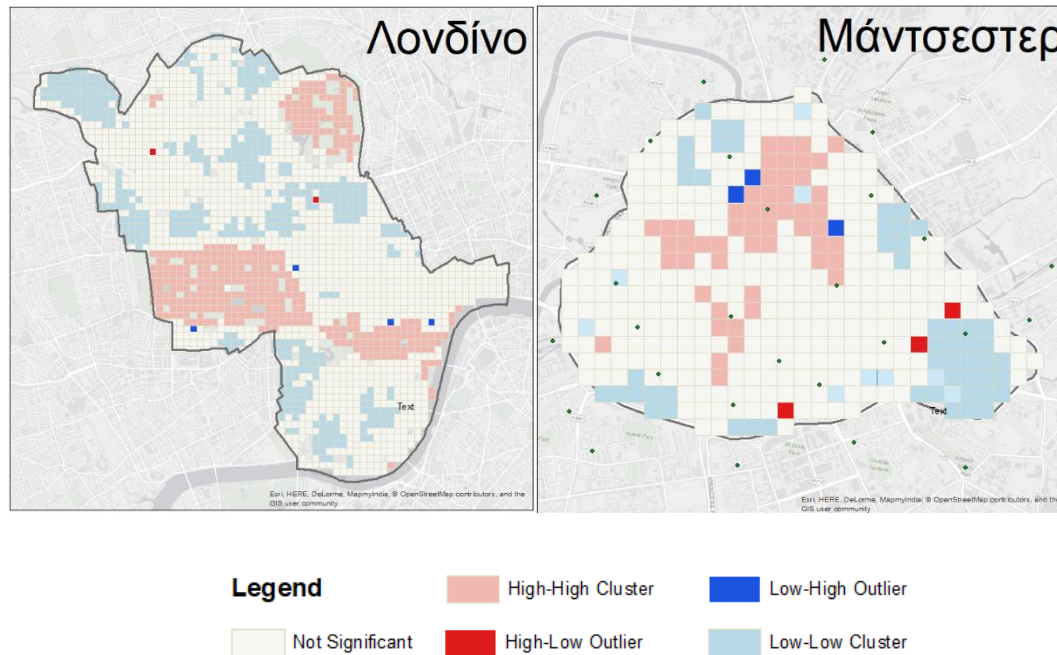 Λονδίνο
Text
Esri, HERE, DeLorme, MapmyIndia, © OpenStreetMap contributors, and the
GIS user community
Μάντσεστερ
Text
Esri, HERE, DeLorme, MapmyIndia, © OpenStreetMap contributors, and the
GIS user community
Legend
High-High Cluster
Low-High Outlier
Not Significant
High-Low Outlier
Low-Low Cluster